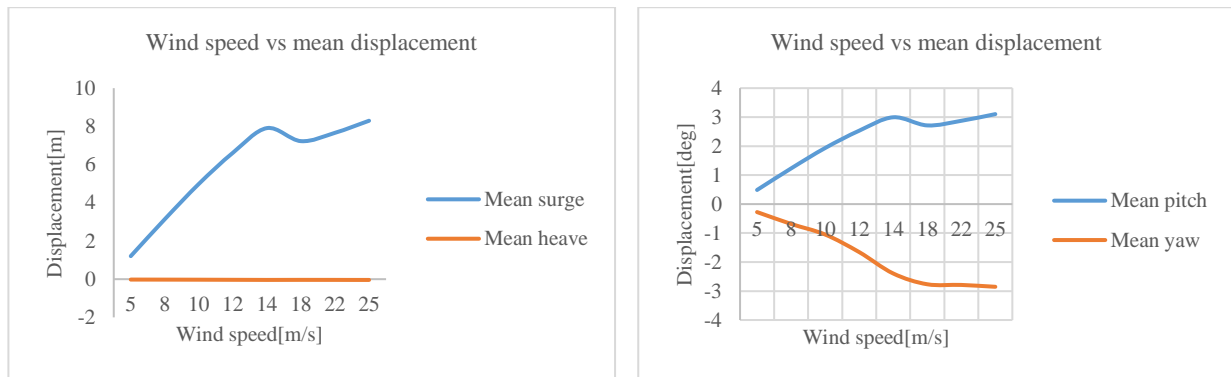 Wind speed vs mean displacement
10
8
6
4
2
0
-2
Displacement[m]
5 8 10 12 14 18 22 25
Wind speed[m/s]
Mean surge
Mean heave
Wind speed vs mean displacement
4
3
2
1
0
-1
-2
-3
-4
Displacement[deg]
5 8 10 12 14 18 22 25
Wind speed[m/s]
Mean pitch
Mean yaw